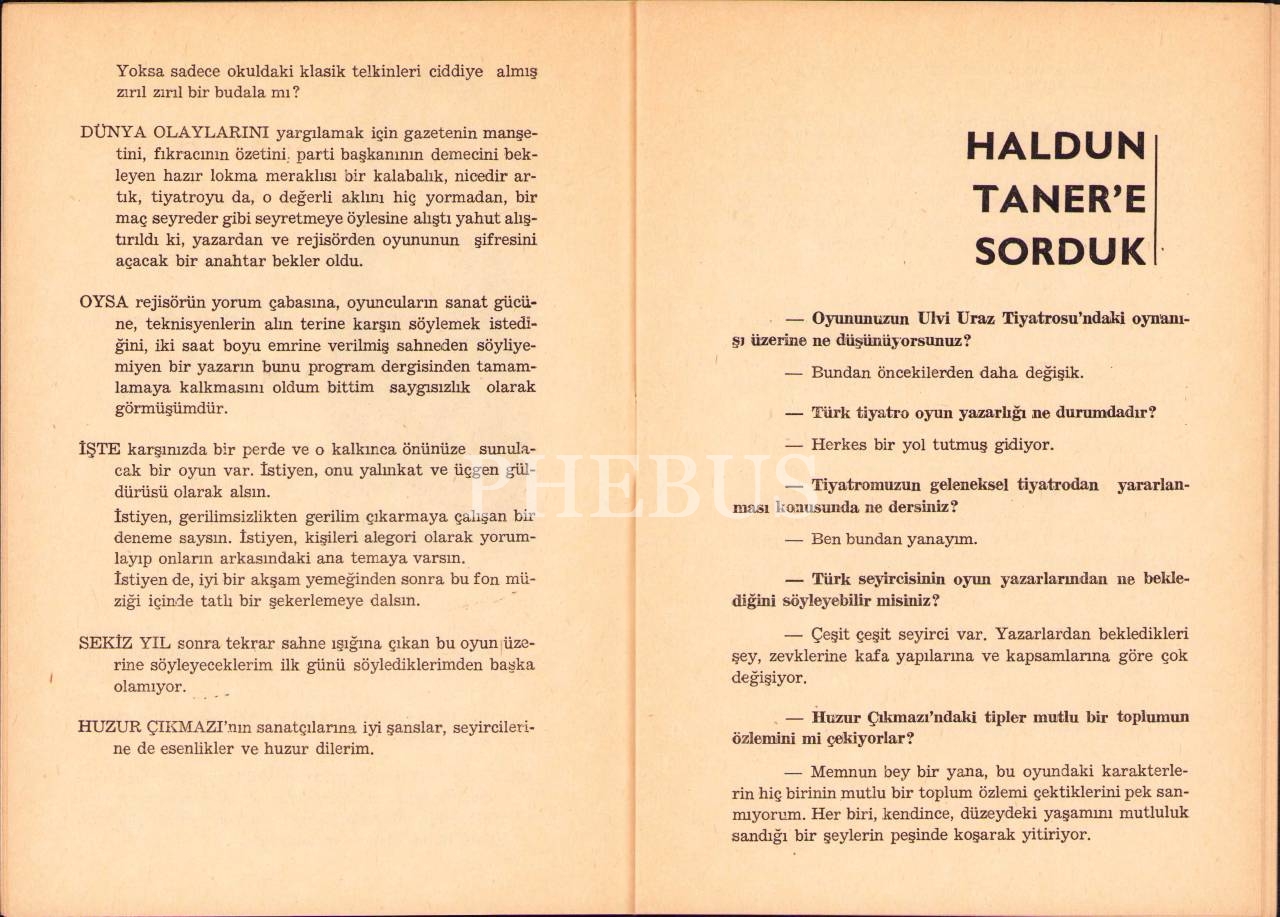 Yoksa sadece okuldaki klasik telkinleri ciddiye almış
zırıl zırıl bir budala mı?
DÜNYA OLAYLARINI yargılamak için gazetenin manşe-
tini, fıkracının özetini, parti başkanının demecini bek-
leyen hazır lokma meraklısı bir kalabalık, nicedir ar-
tık, tiyatroyu da, o değerli aklını hiç yormadan, bir
maç seyreder gibi seyretmeye öylesine alıştı yahut alış-
tırıldı ki, yazardan ve rejisörden oyununun şifresini
açacak bir anahtar bekler oldu.
OYSA rejisörün yorum çabasına, oyuncuların sanat gücü-
ne, teknisyenlerin alın terine karşın söylemek istedi-
ğini, iki saat boyu emrine verilmiş sahneden söyliye-
miyen bir yazarın bunu program dergisinden tamam-
lamaya kalkmasını oldum bittim saygısızlık olarak
görmüşümdür.
İŞTE karşınızda bir perde ve o kalkınca önünüze sunula-
cak bir oyun var. İstiyen, onu yalınkat ve üçgen gül-
dürüsü olarak alsın.
İstiyen, gerilimsizlikten gerilim çıkarmaya çalışan bir
deneme saysın. İstiyen, kişileri alegori olarak yorum-
layıp onların arkasındaki ana temaya varsın.
İstiyen de, iyi bir akşam yemeğinden sonra bu fon mü-
ziği içinde tatlı bir şekerlemeye dalsın.
SEKİZ YIL sonra tekrar sahne ışığına çıkan bu oyun üze-
rine söyleyeceklerim ilk günü söylediklerimden başka
olamıyor.
HUZUR ÇIKMAZI'nın sanatçılarına iyi şanslar, seyircileri-
ne de esenlikler ve huzur dilerim.
HALDUN
TANER'E
SORDUK
— Oyununuzun Ulvi Uraz Tiyatrosu'ndaki oynanı-
şı üzerine ne düşünüyorsunuz?
— Bundan öncekilerden daha değişik.
— Türk tiyatro oyun yazarlığı ne durumdadır?
— Herkes bir yol tutmuş gidiyor.
— Tiyatromuzun geleneksel tiyatrodan yararlan-
ması konusunda ne dersiniz?
— Ben bundan yanayım.
— Türk seyircisinin oyun yazarlarından ne bekle-
diğini söyleyebilir misiniz?
— Çeşit çeşit seyirci var. Yazarlardan bekledikleri
şey, zevklerine kafa yapılarına ve kapsamlarına göre çok
değişiyor.
— Huzur Çıkmazı'ndaki tipler mutlu bir toplumun
özlemini mi çekiyorlar?
— Memnun bey bir yana, bu oyundaki karakterle-
rin hiç birinin mutlu bir toplum özlemi çektiklerini pek san-
mıyorum. Her biri, kendince, düzeydeki yaşamını mutluluk
sandığı bir şeylerin peşinde koşarak yitiriyor.
PHEBUS